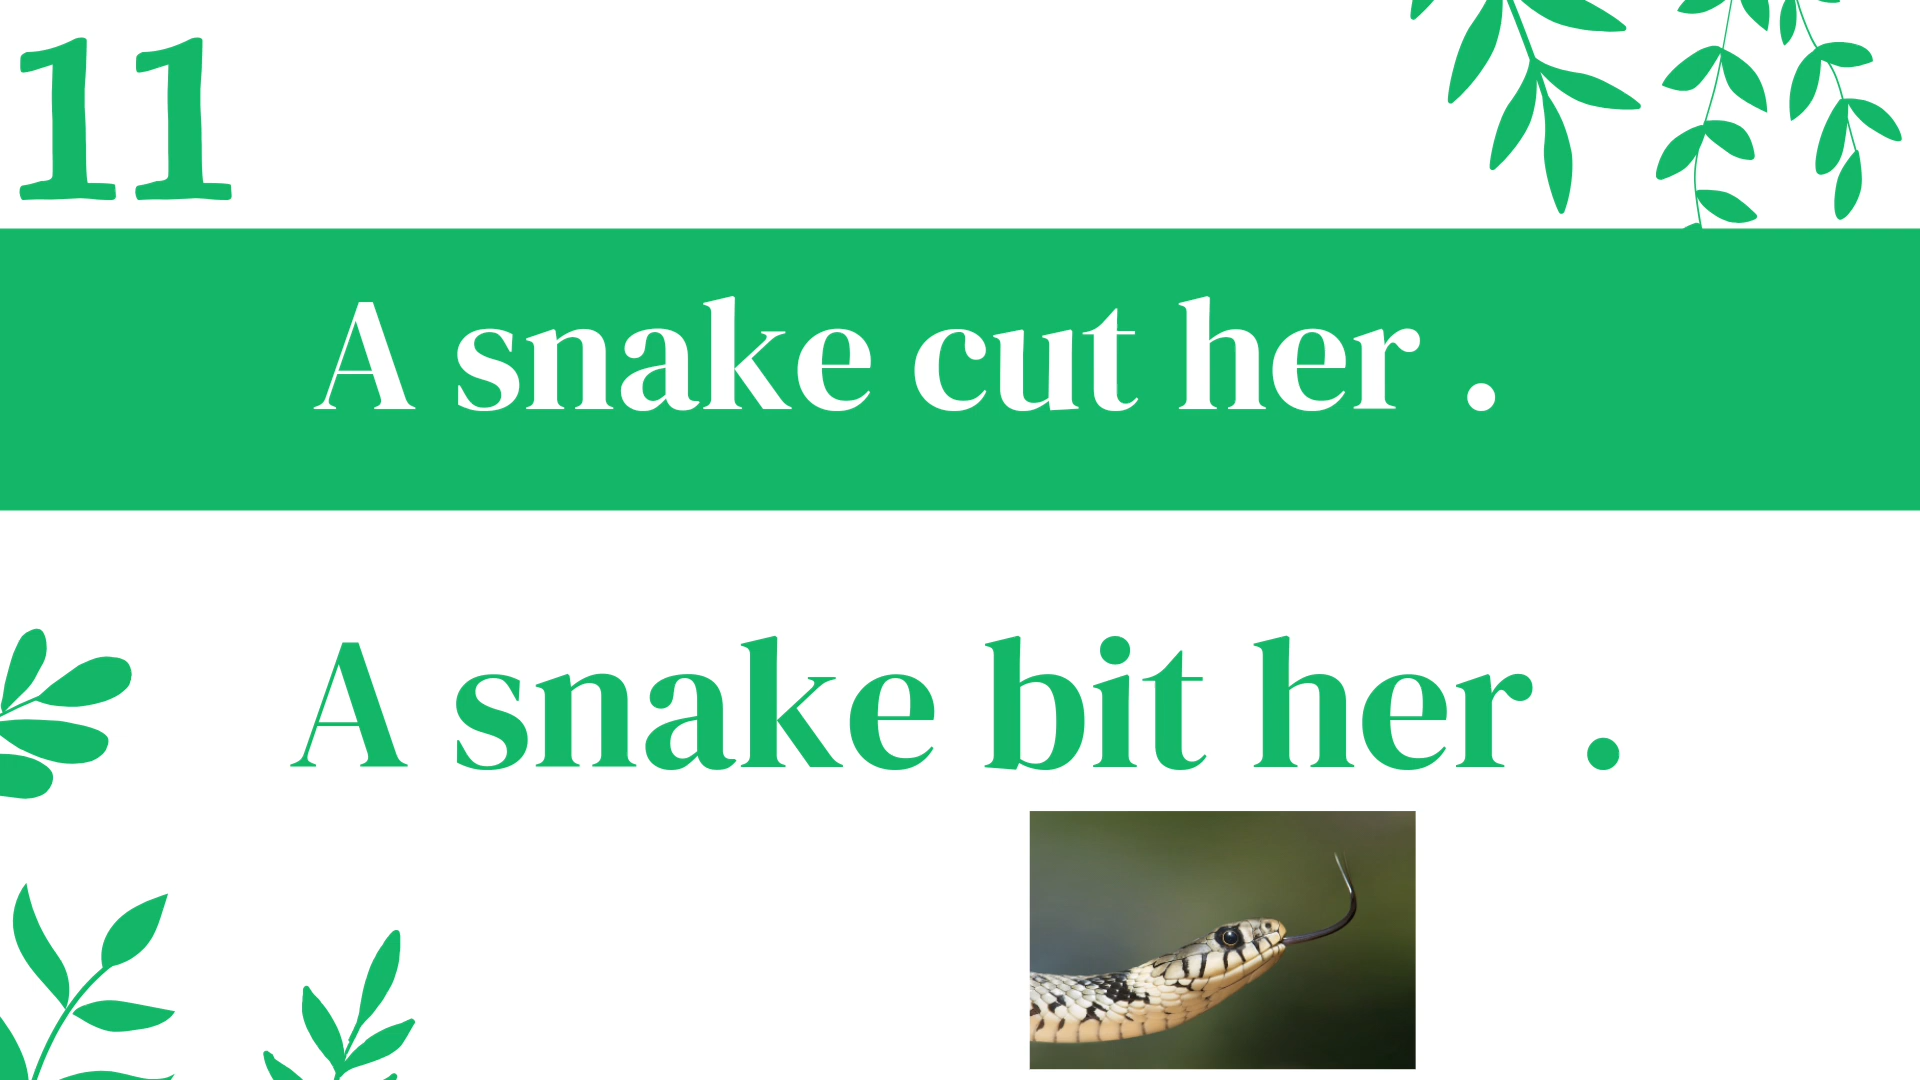 11
A snake cut her .
A snake bit her .